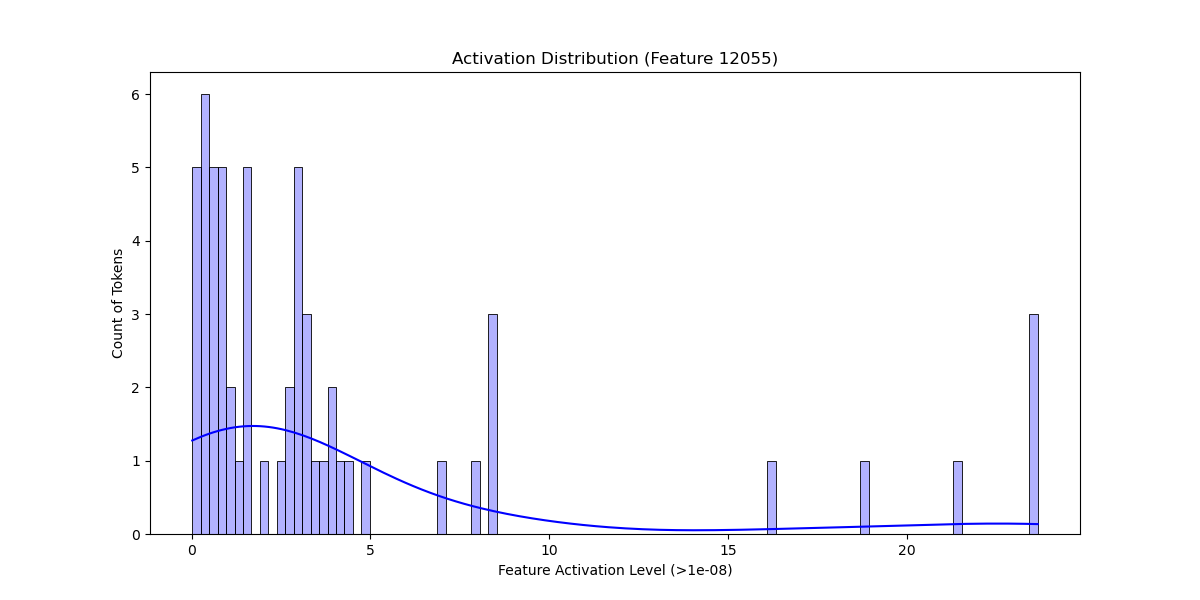 Activation Distribution (Feature 12055)
6
5
4
3
2
1
0
Count of Tokens
0 5 10 15 20
Feature Activation Level (>1e-08)